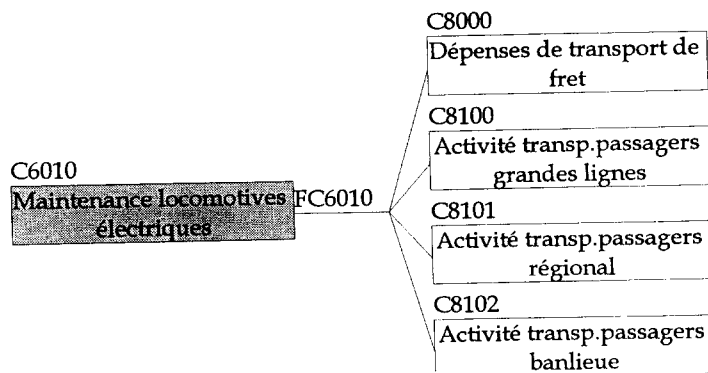 C8000
Dépenses de transport de
fret
C8100
Activité transp.passagers
grandes lignes
C6010
Maintenance locomotives
électriques
FC6010
C8101
Activité transp.passagers
régional
C8102
Activité transp.passagers
banlieue